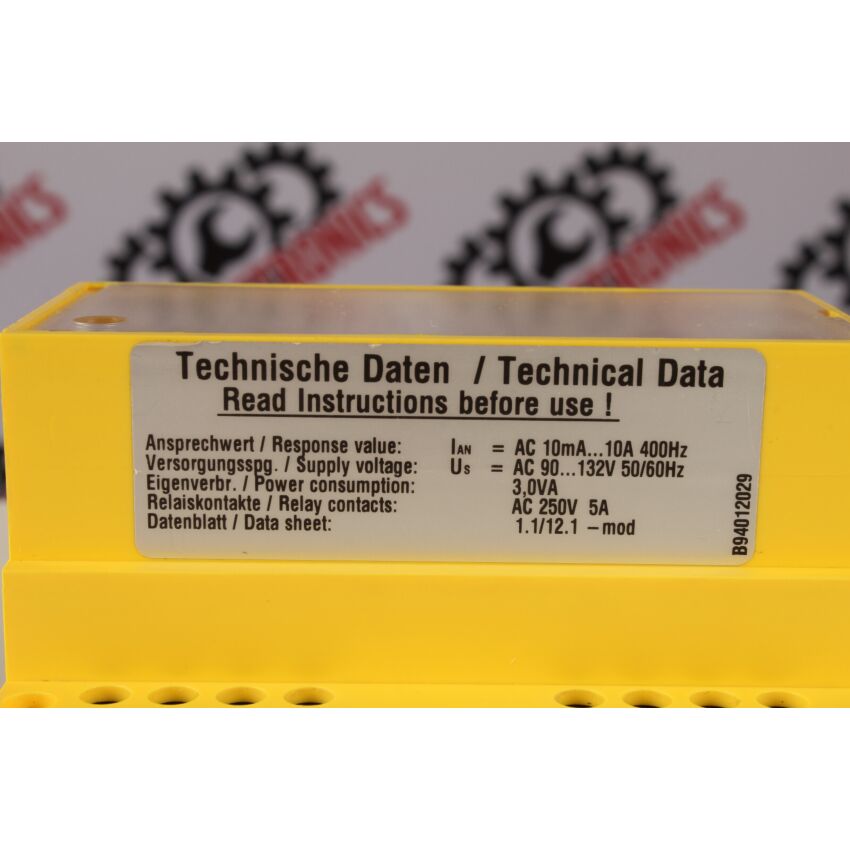 Technische Daten / Technical Data
Read Instructions before use !
Ansprechwert / Response value: IAN = AC 10mA...10A 400Hz
Versorgungsspg. / Supply voltage: US = AC 90...132V 50/60Hz
Eigenverbr. / Power consumption: 3,0VA
Relaiskontakte / Relay contacts: AC 250V 5A
Datenblatt / Data sheet: 1.1/12.1 –mod
B94012029